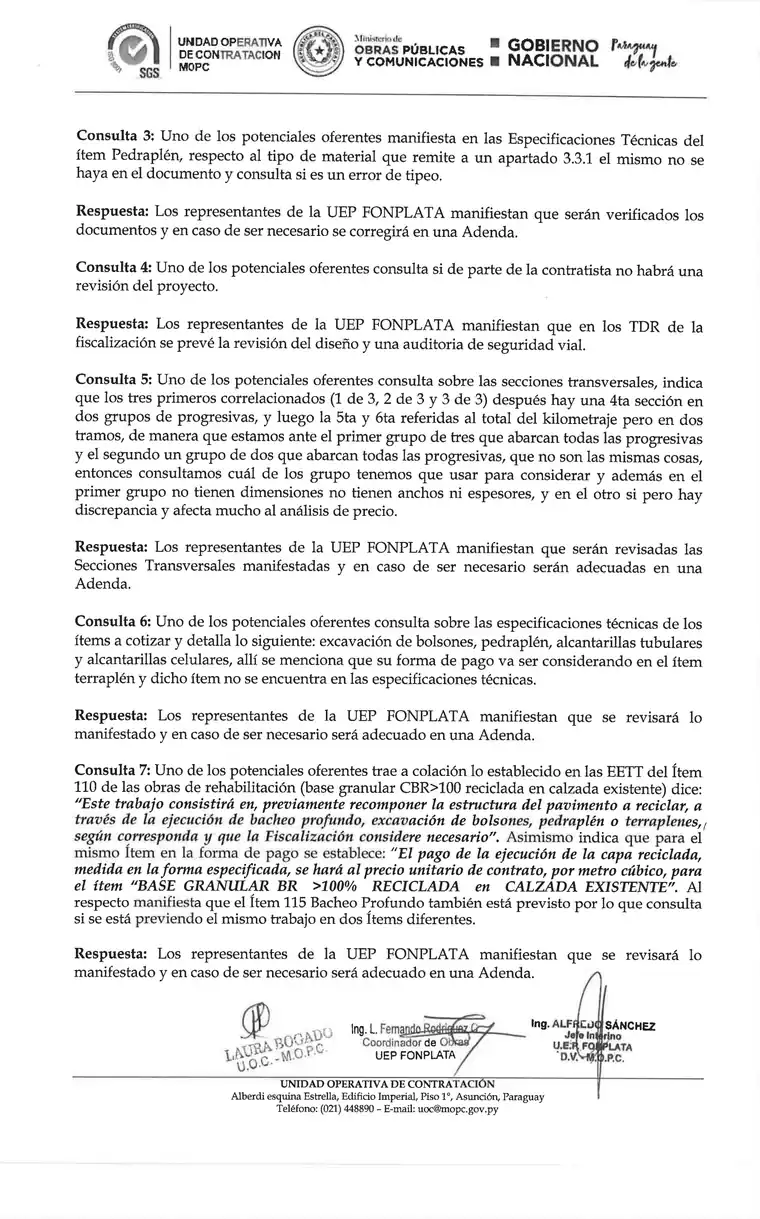 UNIDAD OPERATIVA
DE CONTRATACION
MOPC
SGS
Ministerio de
OBRAS PÚBLICAS
Y COMUNICACIONES
GOBIERNO
NACIONAL
Paraguay
de la gente
Consulta 3: Uno de los potenciales oferentes manifiesta en las Especificaciones Técnicas del
ítem Pedraplén, respecto al tipo de material que remite a un apartado 3.3.1 el mismo no se
haya en el documento y consulta si es un error de tipeo.
Respuesta: Los representantes de la UEP FONPLATA manifiestan que serán verificados los
documentos y en caso de ser necesario se corregirá en una Adenda.
Consulta 4: Uno de los potenciales oferentes consulta si de parte de la contratista no habrá una
revisión del proyecto.
Respuesta: Los representantes de la UEP FONPLATA manifiestan que en los TDR de la
fiscalización se prevé la revisión del diseño y una auditoria de seguridad vial.
Consulta 5: Uno de los potenciales oferentes consulta sobre las secciones transversales, indica
que los tres primeros correlacionados (1 de 3, 2 de 3 y 3 de 3) después hay una 4ta sección en
dos grupos de progresivas, y luego la 5ta y 6ta referidas al total del kilometraje pero en dos
tramos, de manera que estamos ante el primer grupo de tres que abarcan todas las progresivas
y el segundo un grupo de dos que abarcan todas las progresivas, que no son las mismas cosas,
entonces consultamos cuál de los grupo tenemos que usar para considerar y además en el
primer grupo no tienen dimensiones no tienen anchos ni espesores, y en el otro si pero hay
discrepancia y afecta mucho al análisis de precio.
Respuesta: Los representantes de la UEP FONPLATA manifiestan que serán revisadas las
Secciones Transversales manifestadas y en caso de ser necesario serán adecuadas en una
Adenda.
Consulta 6: Uno de los potenciales oferentes consulta sobre las especificaciones técnicas de los
ítems a cotizar y detalla lo siguiente: excavación de bolsones, pedraplén, alcantarillas tubulares
y alcantarillas celulares, allí se menciona que su forma de pago va ser considerando en el ítem
terraplén y dicho ítem no se encuentra en las especificaciones técnicas.
Respuesta: Los representantes de la UEP FONPLATA manifiestan que se revisará lo
manifestado y en caso de ser necesario será adecuado en una Adenda.
Consulta 7: Uno de los potenciales oferentes trae a colación lo establecido en las EETT del Ítem
110 de las obras de rehabilitación (base granular CBR>100 reciclada en calzada existente) dice:
"Este trabajo consistirá en, previamente recomponer la estructura del pavimento a reciclar, a
través de la ejecución de bacheo profundo, excavación de bolsones, pedraplén o terraplenes,
según corresponda y que la Fiscalización considere necesario". Asimismo indica que para el
mismo Ítem en la forma de pago se establece: "El pago de la ejecución de la capa reciclada,
medida en la forma especificada, se hará al precio unitario de contrato, por metro cúbico, para
el ítem "BASE GRANULAR BR >100% RECICLADA en CALZADA EXISTENTE". Al
respecto manifiesta que el Ítem 115 Bacheo Profundo también está previsto por lo que consulta
si se está previendo el mismo trabajo en dos Ítems diferentes.
Respuesta: Los representantes de la UEP FONPLATA manifiestan que se revisará lo
manifestado y en caso de ser necesario será adecuado en una Adenda.
LAURA BOGADO
U.O.C. - M.O.P.C.
Ing. L. Fernando Rodriguez
Coordinador de Obras
UEP FONPLATA
Ing. ALFREDO SÁNCHEZ
Jefe Interino
U.E.P. FONPLATA
D.V. - M.O.P.C.
UNIDAD OPERATIVA DE CONTRATACIÓN
Alberdi esquina Estrella, Edificio Imperial, Piso 1°, Asunción, Paraguay
Teléfono: (021) 448890 – E-mail: uoc@mopc.gov.py